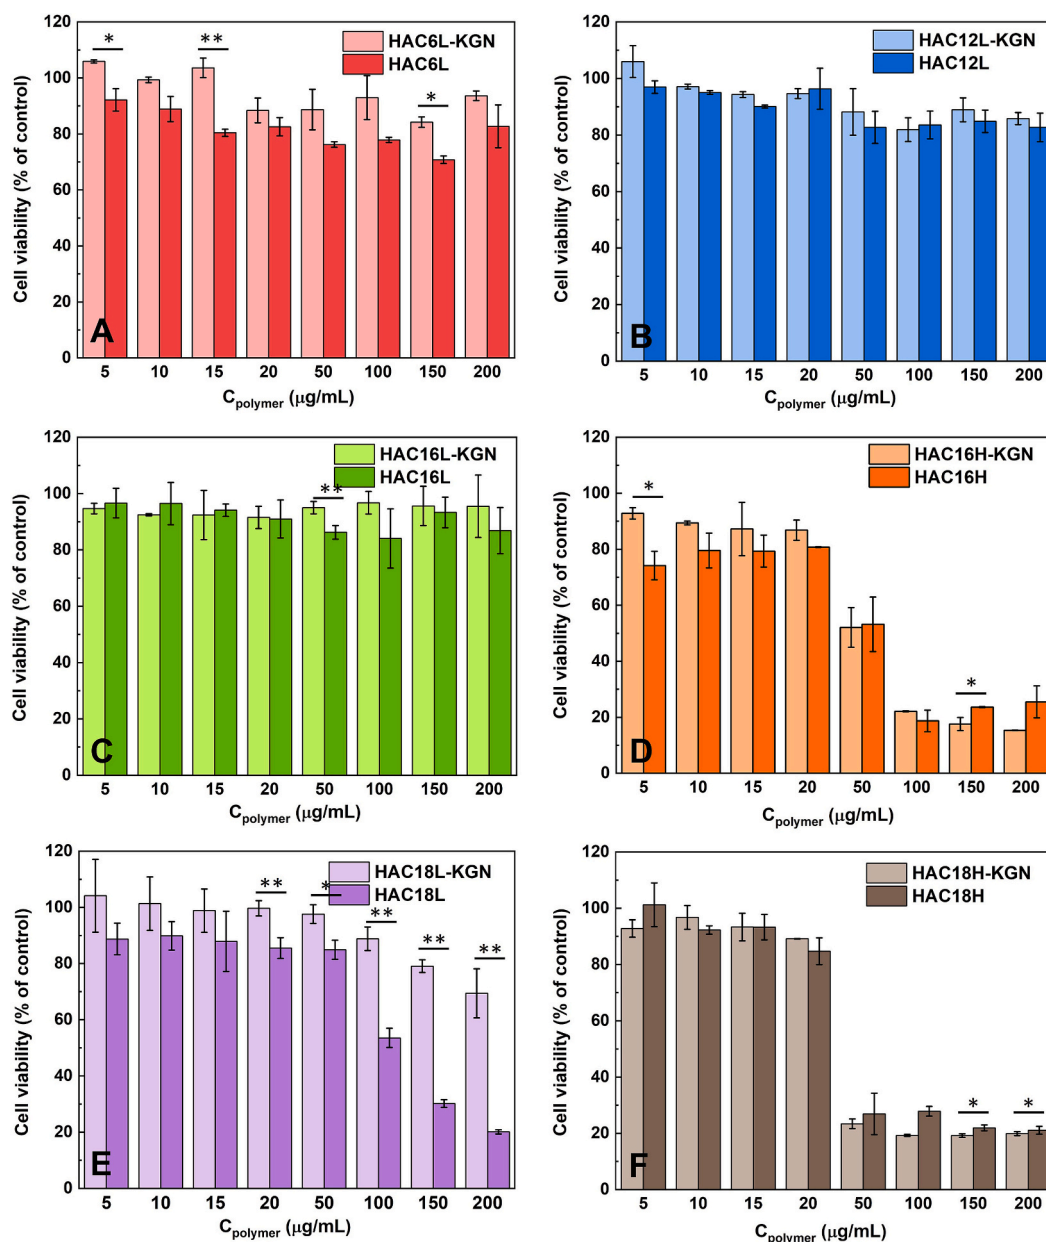 120
100
80
60
40
20
0
Cell viability (% of control)
* ** *
HAC6L-KGN
HAC6L
A
5 10 15 20 50 100 150 200
Cpolymer (μg/mL)
120
100
80
60
40
20
0
Cell viability (% of control)
HAC12L-KGN
HAC12L
B
5 10 15 20 50 100 150 200
Cpolymer (μg/mL)
120
100
80
60
40
20
0
Cell viability (% of control)
HAC16L-KGN
HAC16L
**
C
5 10 15 20 50 100 150 200
Cpolymer (μg/mL)
120
100
80
60
40
20
0
Cell viability (% of control)
HAC16H-KGN
HAC16H
* *
D
5 10 15 20 50 100 150 200
Cpolymer (μg/mL)
120
100
80
60
40
20
0
Cell viability (% of control)
HAC18L-KGN
HAC18L
** * ** ** **
E
5 10 15 20 50 100 150 200
Cpolymer (μg/mL)
120
100
80
60
40
20
0
Cell viability (% of control)
HAC18H-KGN
HAC18H
* *
F
5 10 15 20 50 100 150 200
Cpolymer (μg/mL)